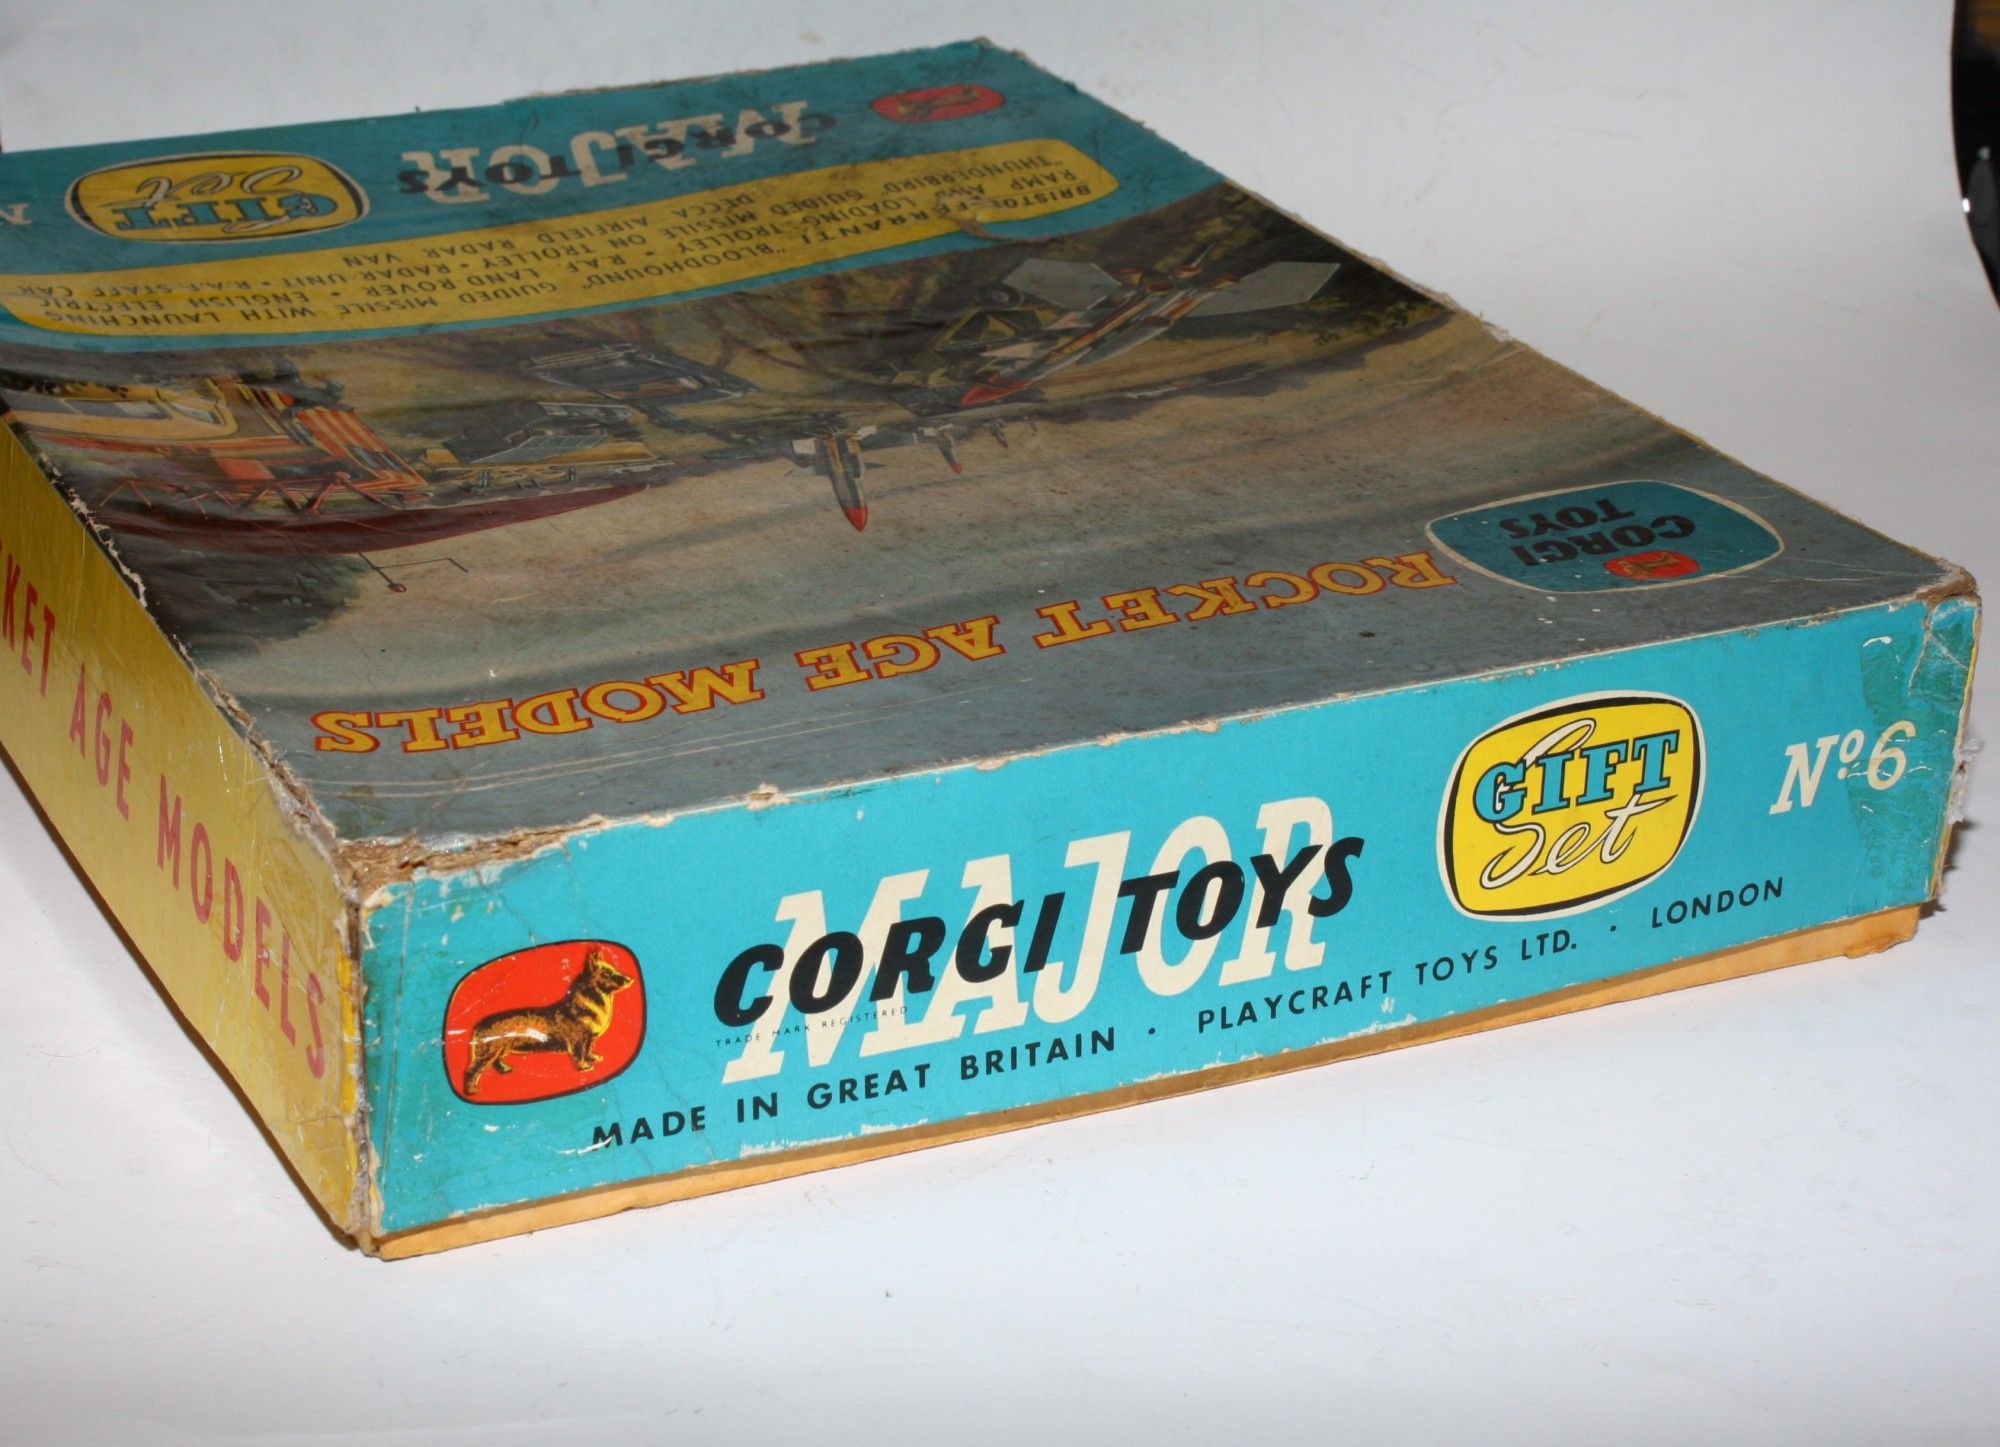 CORGI TOYS
MAJOR
TRADE MARK REGISTERED
GIFT
Set
Nº 6
MADE IN GREAT BRITAIN • PLAYCRAFT TOYS LTD. • LONDON
AGE MODELS
ROCKET AGE MODELS
CORGI
TOYS
CORGI TOYS
MAJOR
GIFT
Set
BRISTOL FERRANTI "BLOODHOUND" GUIDED MISSILE WITH LAUNCHING
RAMP AND LOADING TROLLEY • R.A.F. LAND ROVER • ENGLISH ELECTRIC
"THUNDERBIRD" GUIDED MISSILE ON TROLLEY • RADAR UNIT • R.A.F. STAFF CAR
DECCA AIRFIELD RADAR VAN